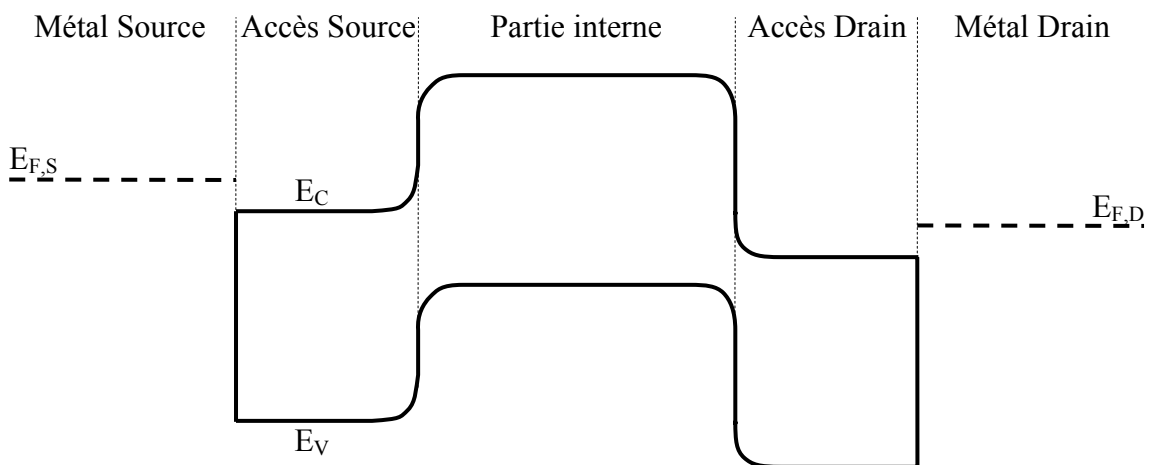 Métal Source
Accès Source
Partie interne
Accès Drain
Métal Drain
E_F,S
E_C
E_F,D
E_V